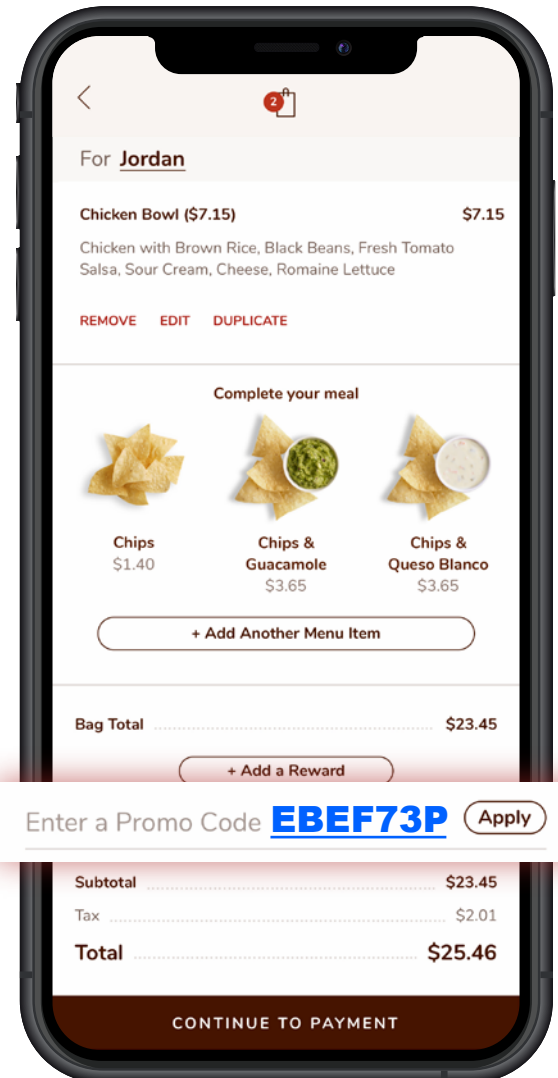 2
For Jordan
Chicken Bowl ($7.15) $7.15
Chicken with Brown Rice, Black Beans, Fresh Tomato
Salsa, Sour Cream, Cheese, Romaine Lettuce
REMOVE EDIT DUPLICATE
Complete your meal
Chips
$1.40
Chips &
Guacamole
$3.65
Chips &
Queso Blanco
$3.65
+ Add Another Menu Item
Bag Total $23.45
+ Add a Reward
Enter a Promo Code EBEF73P Apply
Subtotal $23.45
Tax $2.01
Total $25.46
CONTINUE TO PAYMENT